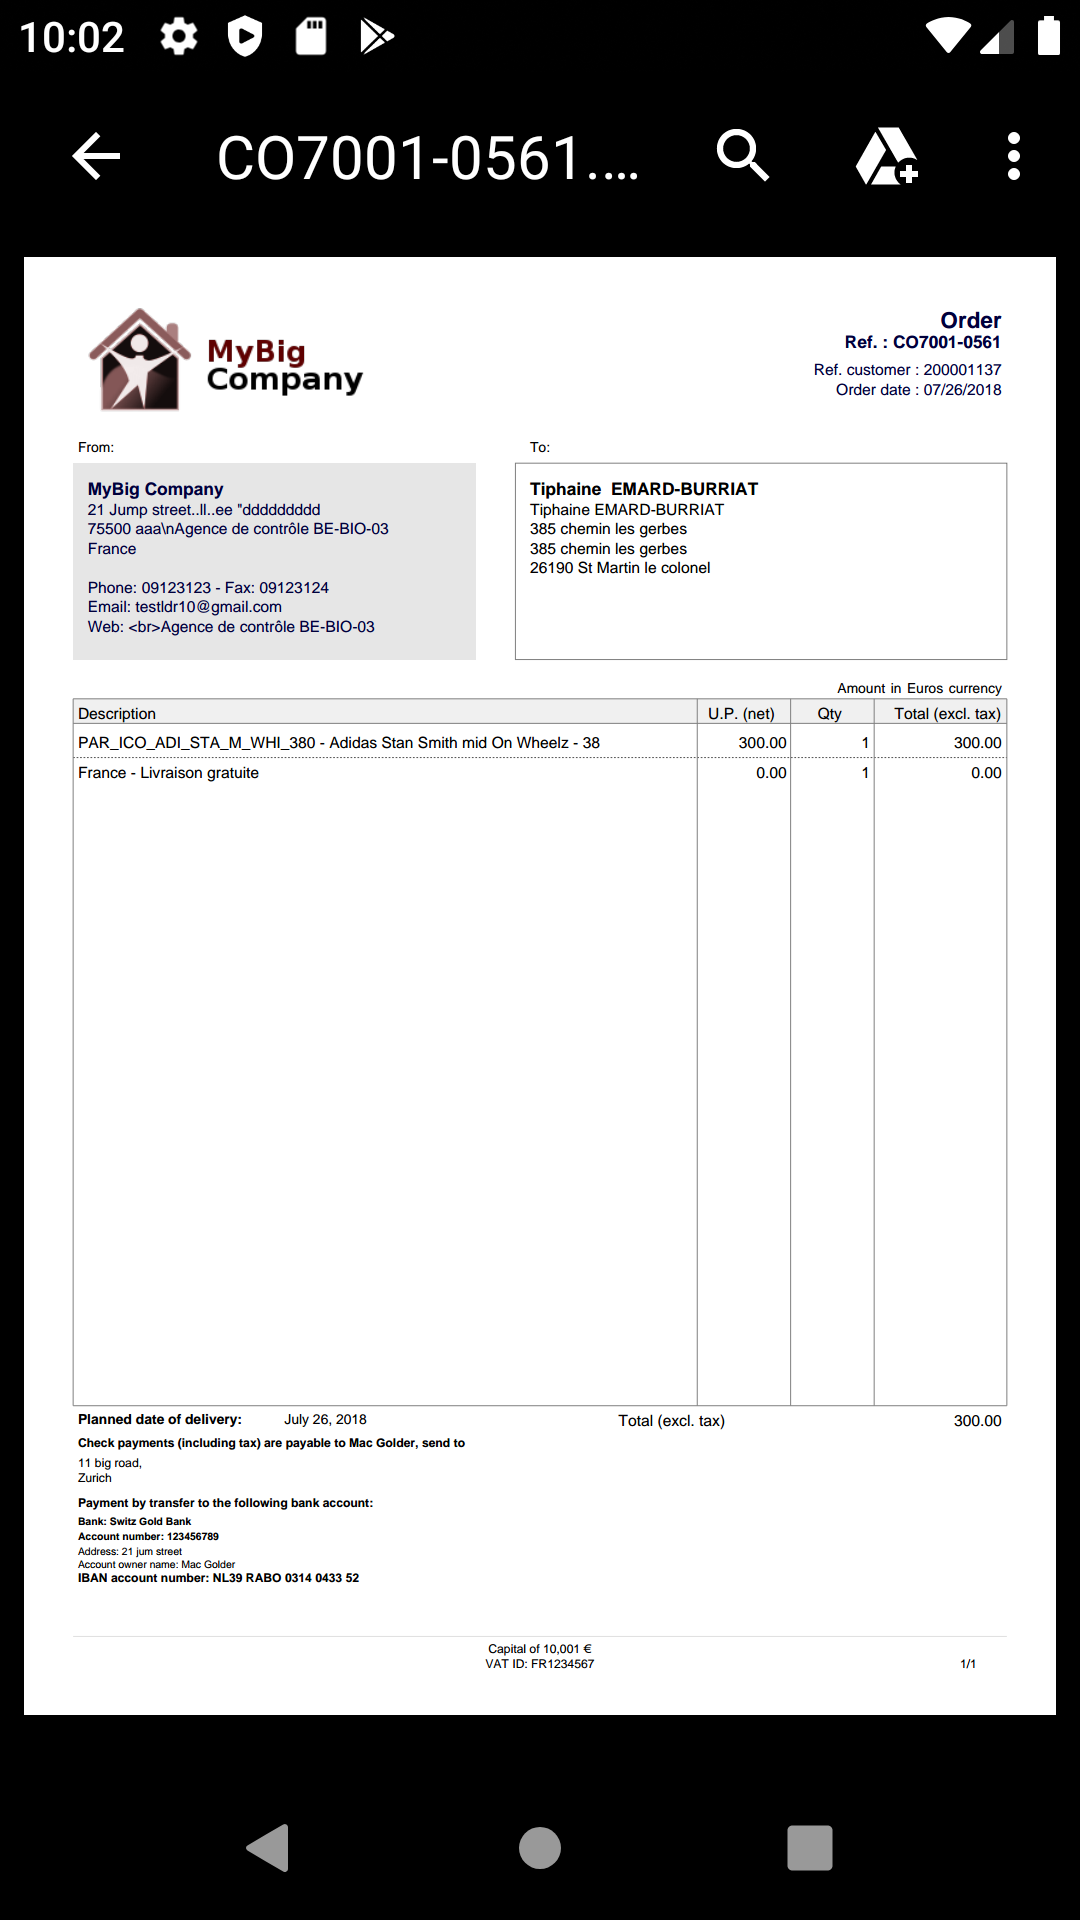 10:02
CO7001-0561....
MyBig
Company
Order
Ref. : CO7001-0561
Ref. customer : 200001137
Order date : 07/26/2018
From:
To:
MyBig Company
21 Jump street..ll..ee "ddddddddd
75500 aaa\nAgence de contrôle BE-BIO-03
France
Phone: 09123123 - Fax: 09123124
Email: testldr10@gmail.com
Web: <br>Agence de contrôle BE-BIO-03
Tiphaine EMARD-BURRIAT
Tiphaine EMARD-BURRIAT
385 chemin les gerbes
385 chemin les gerbes
26190 St Martin le colonel
Amount in Euros currency
Description U.P. (net) Qty Total (excl. tax)
PAR_ICO_ADI_STA_M_WHI_380 - Adidas Stan Smith mid On Wheelz - 38 300.00 1 300.00
France - Livraison gratuite 0.00 1 0.00
Planned date of delivery: July 26, 2018 Total (excl. tax) 300.00
Check payments (including tax) are payable to Mac Golder, send to
11 big road,
Zurich
Payment by transfer to the following bank account:
Bank: Switz Gold Bank
Account number: 123456789
Address: 21 jum street
Account owner name: Mac Golder
IBAN account number: NL39 RABO 0314 0433 52
Capital of 10,001 €
VAT ID: FR1234567 1/1